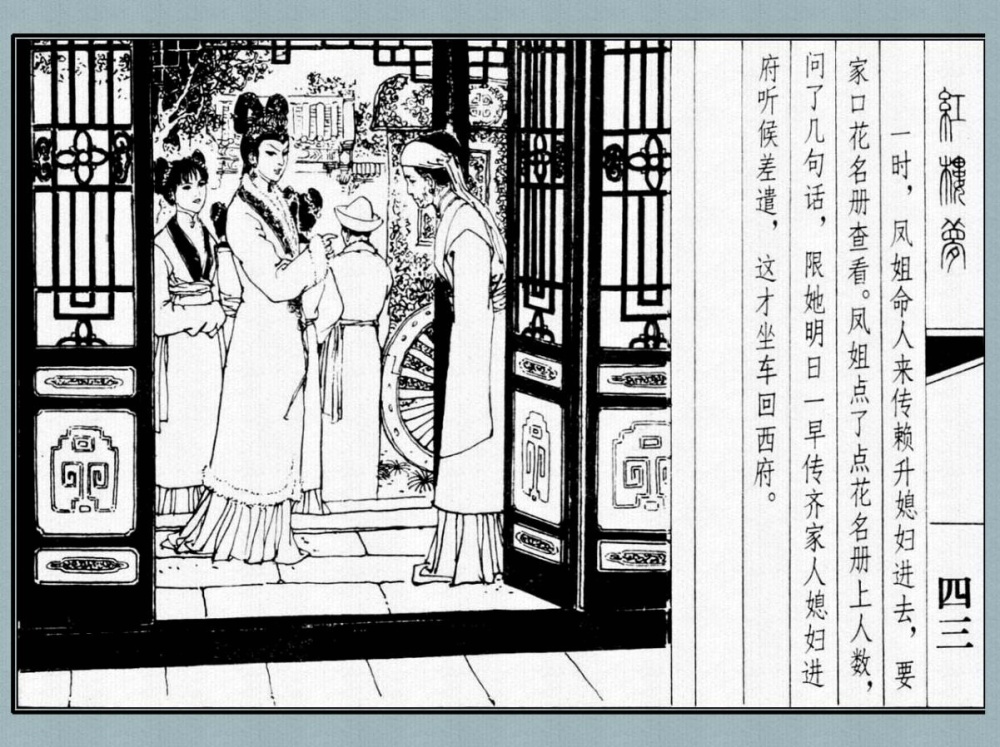 紅樓夢
四三
一时，凤姐命人来传赖升媳妇进去，要
家口花名册查看。凤姐点了点花名册上人数，
问了几句话，限她明日一早传齐家人媳妇进
府听候差遣，这才坐车回西府。